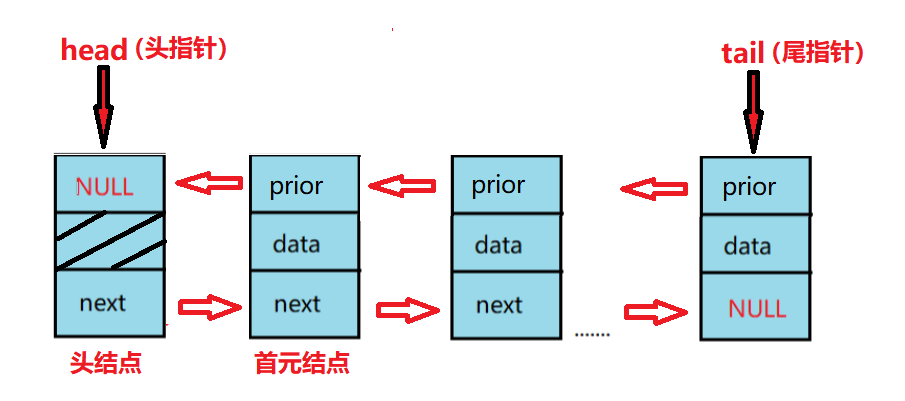 head（头指针）
tail（尾指针）
NULL
prior
prior
prior
data
data
data
next
next
next
.......
NULL
头结点
首元结点